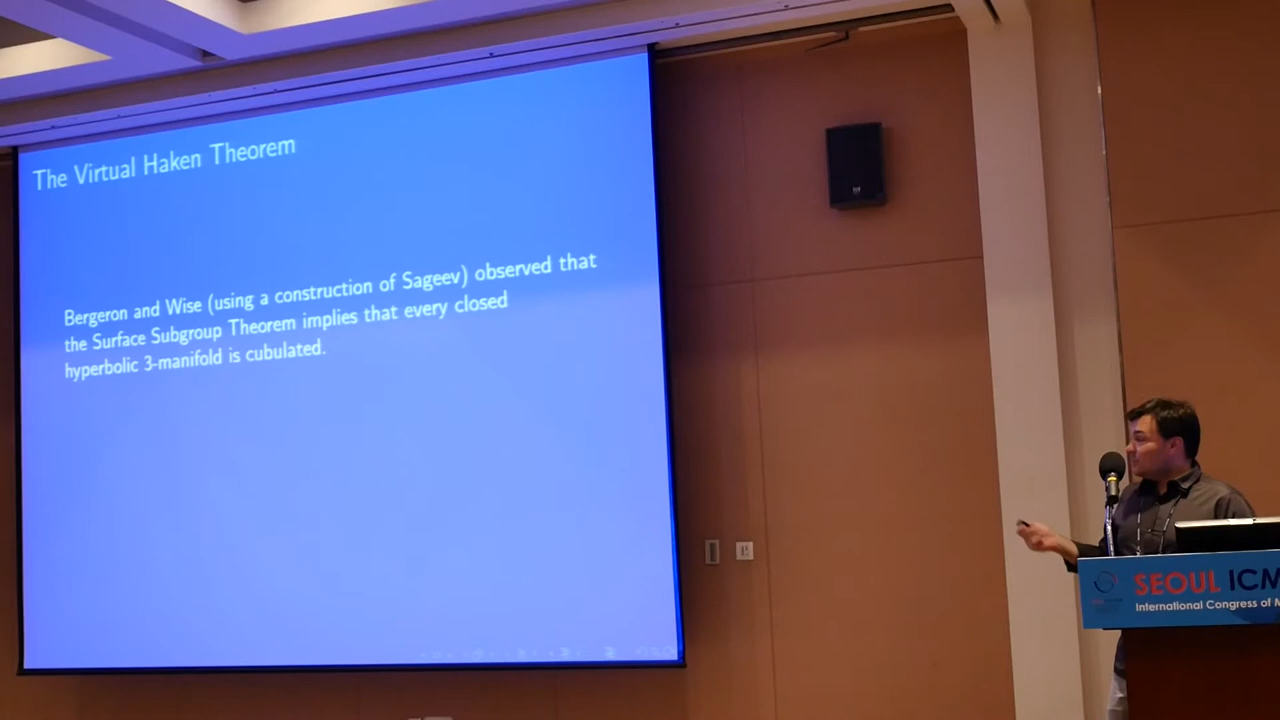 The Virtual Haken Theorem
Bergeron and Wise (using a construction of Sageev) observed that
the Surface Subgroup Theorem implies that every closed
hyperbolic 3-manifold is cubulated.
SEOUL ICM
International Congress of M